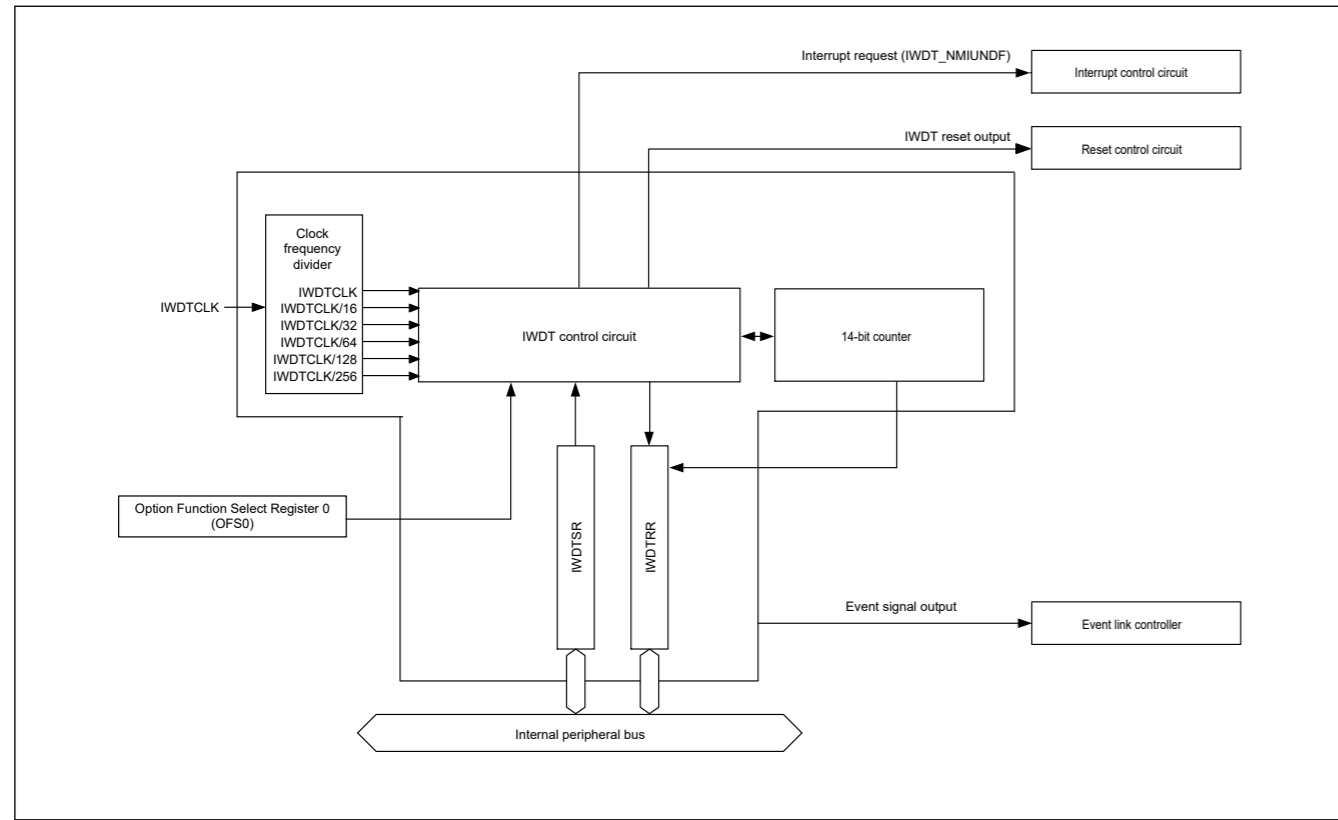 Interrupt request (IWDT_NMIUNDF)
Interrupt control circuit
IWDT reset output
Reset control circuit
Clock
frequency
divider
IWDTCLK
IWDTCLK
IWDTCLK/16
IWDTCLK/32
IWDTCLK/64
IWDTCLK/128
IWDTCLK/256
IWDT control circuit
14-bit counter
Option Function Select Register 0
(OFS0)
IWDTSR
IWDTRR
Event signal output
Event link controller
Internal peripheral bus